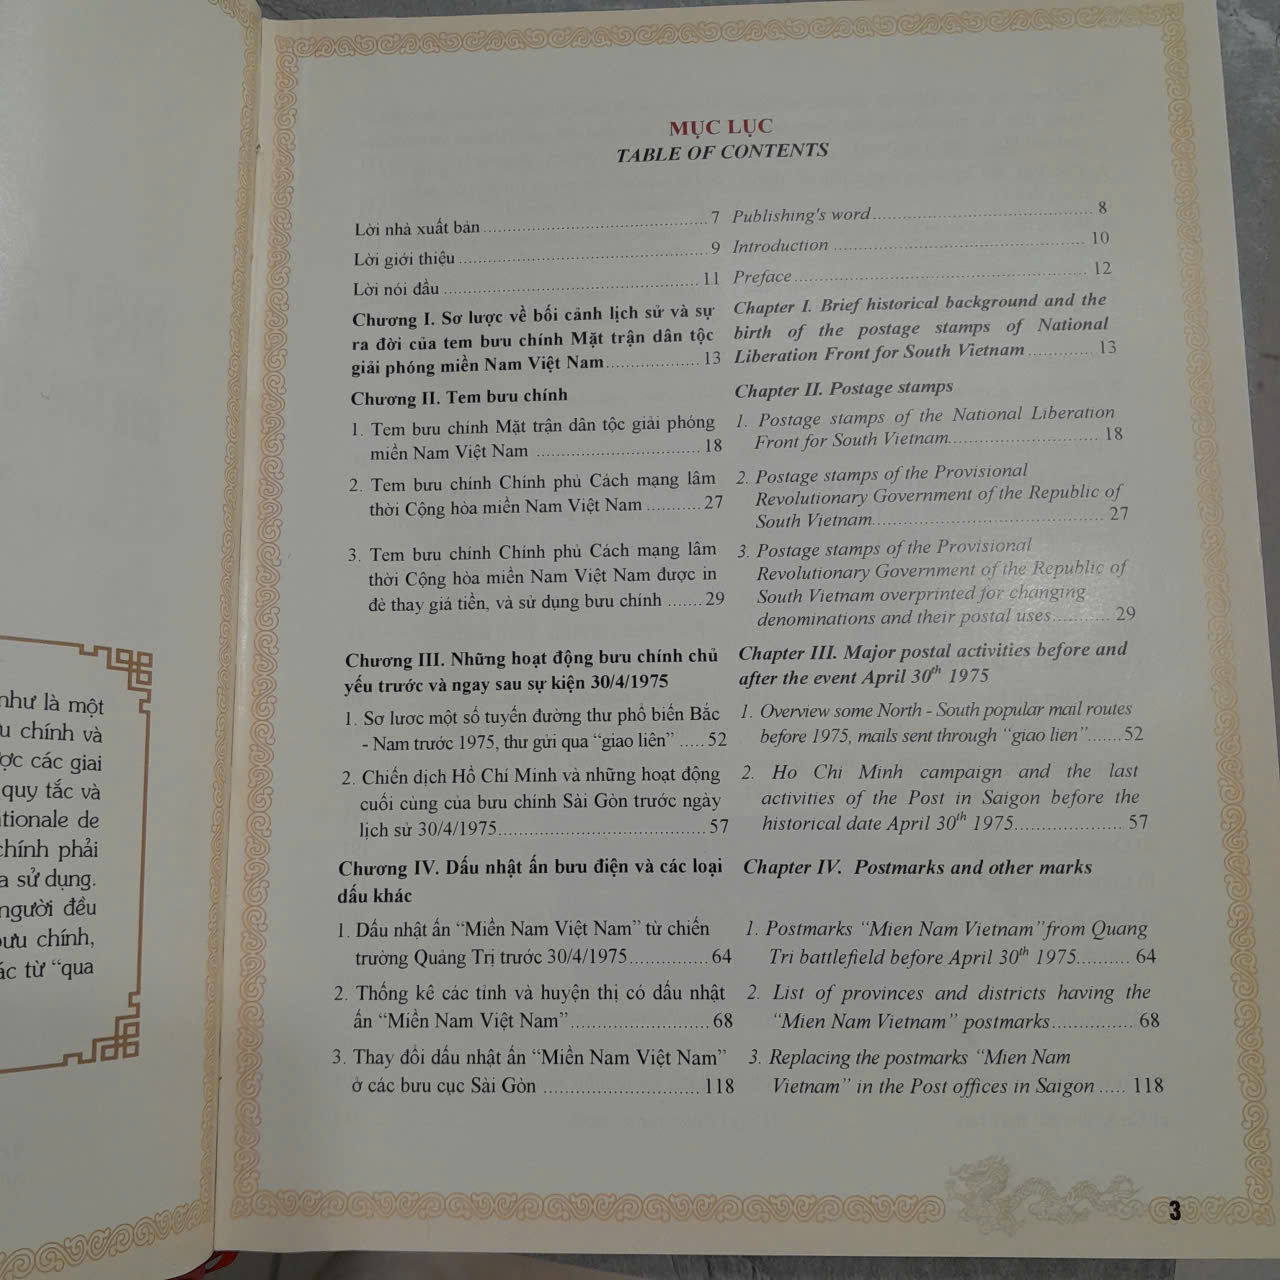 như là một
u chính và
ợc các giai
quy tắc và
ationale de
chính phải
a sử dụng.
người đều
bưu chính,
ác từ “qua
MỤC LỤC
TABLE OF CONTENTS
Lời nhà xuất bản 7
Lời giới thiệu 9
Lời nói đầu 11
Chương I. Sơ lược về bối cảnh lịch sử và sự
ra đời của tem bưu chính Mặt trận dân tộc
giải phóng miền Nam Việt Nam 13
Chương II. Tem bưu chính
1. Tem bưu chính Mặt trận dân tộc giải phóng
miền Nam Việt Nam 18
2. Tem bưu chính Chính phủ Cách mạng lâm
thời Cộng hòa miền Nam Việt Nam 27
3. Tem bưu chính Chính phủ Cách mạng lâm
thời Cộng hòa miền Nam Việt Nam được in
đè thay giá tiền, và sử dụng bưu chính 29
Chương III. Những hoạt động bưu chính chủ
yếu trước và ngay sau sự kiện 30/4/1975
1. Sơ lươc một số tuyến đường thư phổ biến Bắc
- Nam trước 1975, thư gửi qua “giao liên” 52
2. Chiến dịch Hồ Chí Minh và những hoạt động
cuối cùng của bưu chính Sài Gòn trước ngày
lịch sử 30/4/1975 57
Chương IV. Dấu nhật ấn bưu điện và các loại
dấu khác
1. Dấu nhật ấn “Miền Nam Việt Nam” từ chiến
trường Quảng Trị trước 30/4/1975 64
2. Thống kê các tỉnh và huyện thị có dấu nhật
ấn “Miền Nam Việt Nam” 68
3. Thay đổi dấu nhật ấn “Miền Nam Việt Nam”
ở các bưu cục Sài Gòn 118
Publishing's word 8
Introduction 10
Preface 12
Chapter I. Brief historical background and the
birth of the postage stamps of National
Liberation Front for South Vietnam 13
Chapter II. Postage stamps
1. Postage stamps of the National Liberation
Front for South Vietnam 18
2. Postage stamps of the Provisional
Revolutionary Government of the Republic of
South Vietnam 27
3. Postage stamps of the Provisional
Revolutionary Government of the Republic of
South Vietnam overprinted for changing
denominations and their postal uses 29
Chapter III. Major postal activities before and
after the event April 30th 1975
1. Overview some North - South popular mail routes
before 1975, mails sent through “giao lien” 52
2. Ho Chi Minh campaign and the last
activities of the Post in Saigon before the
historical date April 30th 1975 57
Chapter IV. Postmarks and other marks
1. Postmarks “Mien Nam Vietnam”from Quang
Tri battlefield before April 30th 1975 64
2. List of provinces and districts having the
“Mien Nam Vietnam” postmarks 68
3. Replacing the postmarks “Mien Nam
Vietnam” in the Post offices in Saigon 118
3